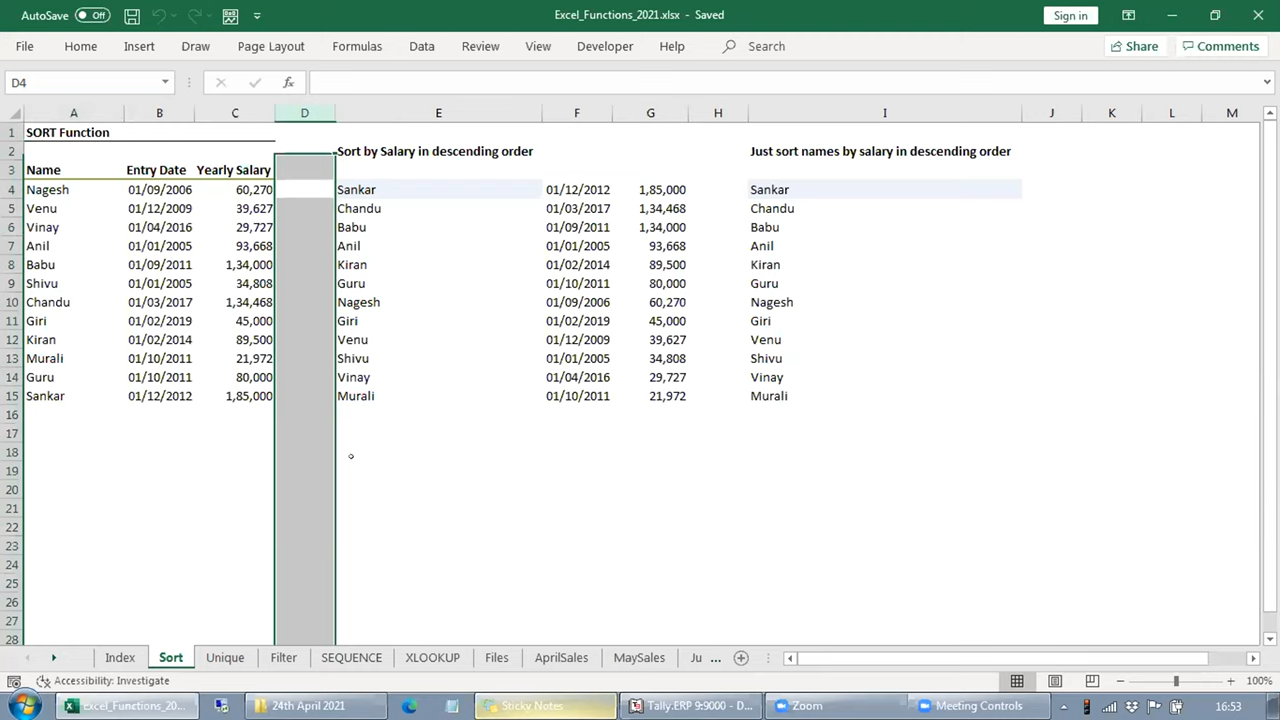 AutoSave Off Excel_Functions_2021.xlsx - Saved Sign in
File Home Insert Draw Page Layout Formulas Data Review View Developer Help Search Share Comments
D4 fx
A B C D E F G H I J K L M
1 SORT Function
2 Sort by Salary in descending order Just sort names by salary in descending order
3 Name Entry Date Yearly Salary
4 Nagesh 01/09/2006 60,270 Sankar 01/12/2012 1,85,000 Sankar
5 Venu 01/12/2009 39,627 Chandu 01/03/2017 1,34,468 Chandu
6 Vinay 01/04/2016 29,727 Babu 01/09/2011 1,34,000 Babu
7 Anil 01/01/2005 93,668 Anil 01/01/2005 93,668 Anil
8 Babu 01/09/2011 1,34,000 Kiran 01/02/2014 89,500 Kiran
9 Shivu 01/01/2005 34,808 Guru 01/10/2011 80,000 Guru
10 Chandu 01/03/2017 1,34,468 Nagesh 01/09/2006 60,270 Nagesh
11 Giri 01/02/2019 45,000 Giri 01/02/2019 45,000 Giri
12 Kiran 01/02/2014 89,500 Venu 01/12/2009 39,627 Venu
13 Murali 01/10/2011 21,972 Shivu 01/01/2005 34,808 Shivu
14 Guru 01/10/2011 80,000 Vinay 01/04/2016 29,727 Vinay
15 Sankar 01/12/2012 1,85,000 Murali 01/10/2011 21,972 Murali
16
17
18
19
20
21
22
23
24
25
26
27
28
Index Sort Unique Filter SEQUENCE XLOOKUP Files AprilSales MaySales Ju ...
Accessibility: Investigate 100%
Excel_Functions_20... 24th April 2021 Sticky Notes Tally.ERP 9:9000 - D... Zoom Meeting Controls 16:53